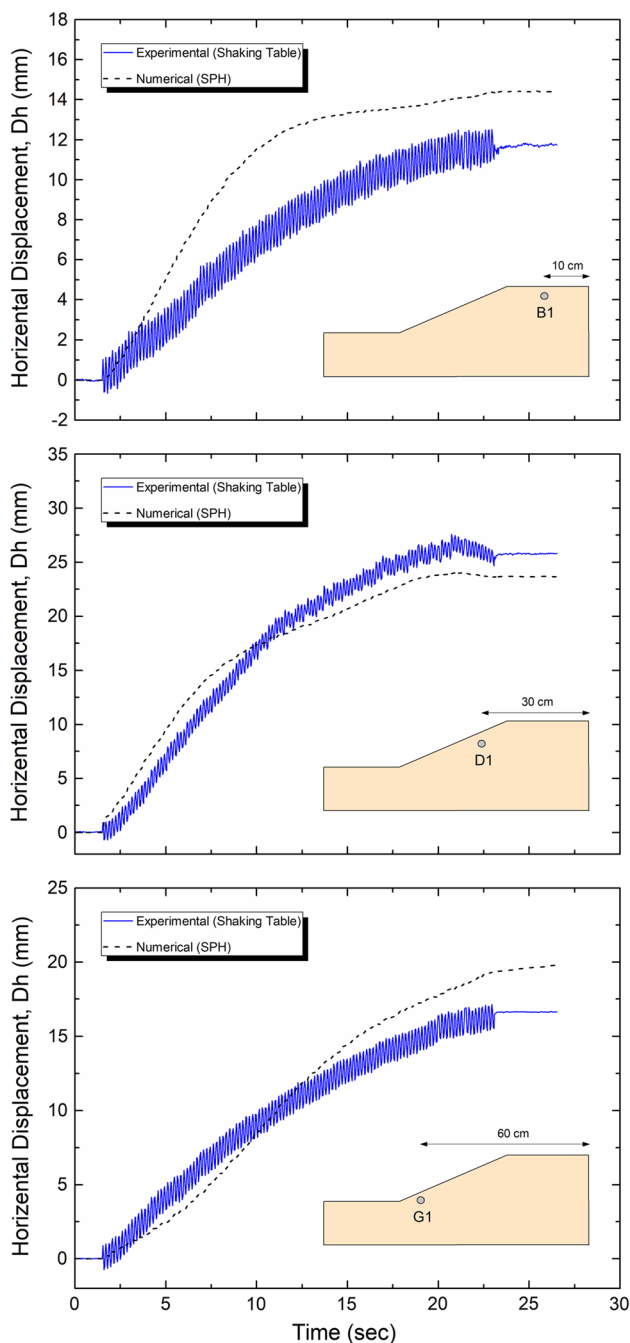 18
16
14
12
10
8
6
4
2
0
-2
Horizental Displacement, Dh (mm)
Experimental (Shaking Table)
Numerical (SPH)
10 cm
B1
35
30
25
20
15
10
5
0
Horizental Displacement, Dh (mm)
Experimental (Shaking Table)
Numerical (SPH)
30 cm
D1
25
20
15
10
5
0
Horizental Displacement, Dh (mm)
Experimental (Shaking Table)
Numerical (SPH)
60 cm
G1
0 5 10 15 20 25 30
Time (sec)